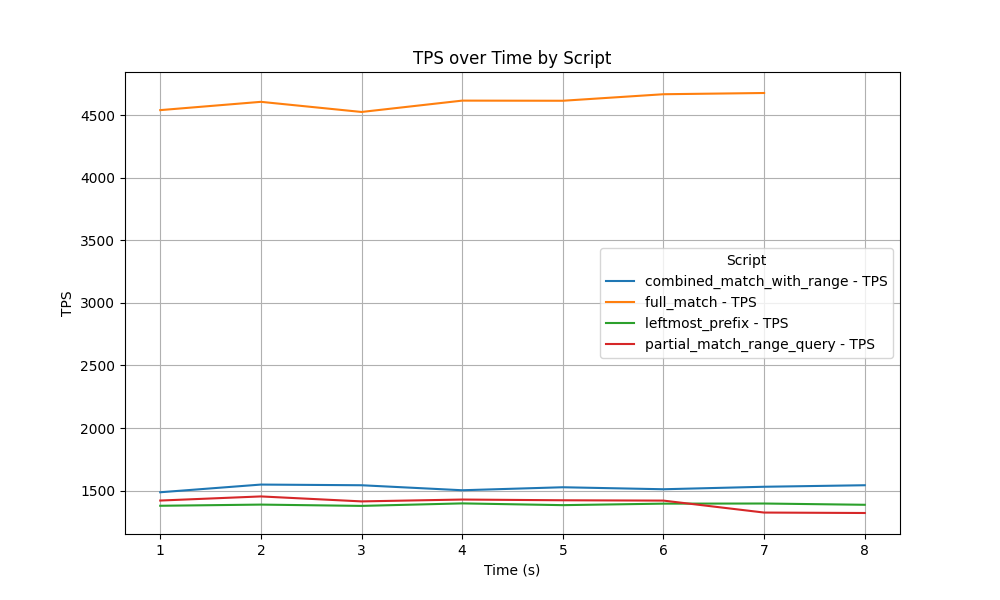 TPS over Time by Script
4500
4000
3500
3000
2500
2000
1500
TPS
Script
combined_match_with_range - TPS
full_match - TPS
leftmost_prefix - TPS
partial_match_range_query - TPS
1 2 3 4 5 6 7 8
Time (s)